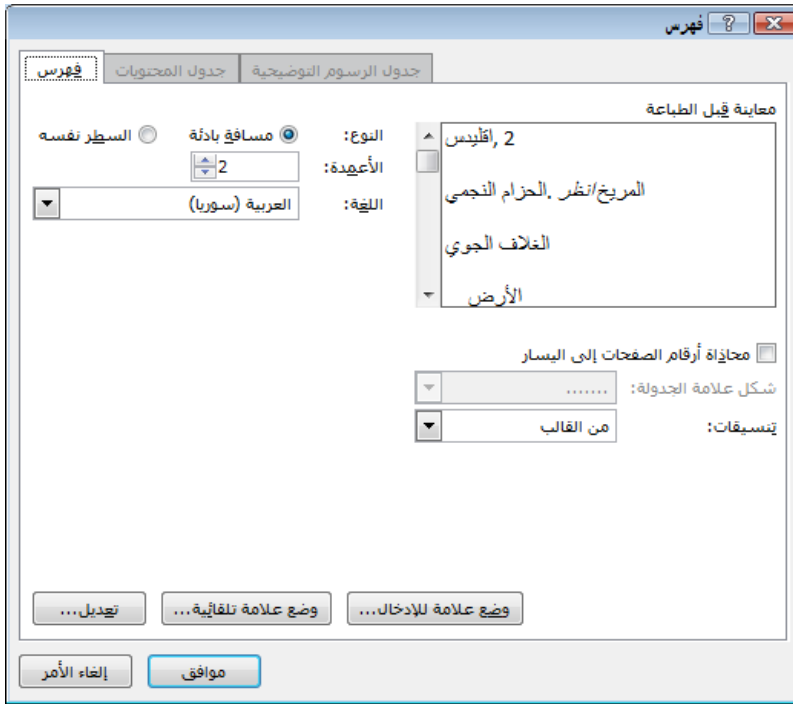 فهرس
جدول الرسوم التوضيحية
جدول المحتويات
فهرس
معاينة قبل الطباعة
اقليدس, 2
الحزام النجمي. انظر/المريخ
الغلاف الجوي
الأرض
النوع:
مسافة بادئة
السطر نفسه
الأعمدة:
2
اللغة:
العربية (سوريا)
محاذاة أرقام الصفحات إلى اليسار
شكل علامة الجدولة:
.......
تنسيقات:
من القالب
وضع علامة للإدخال...
وضع علامة تلقائية...
تعديل...
موافق
إلغاء الأمر